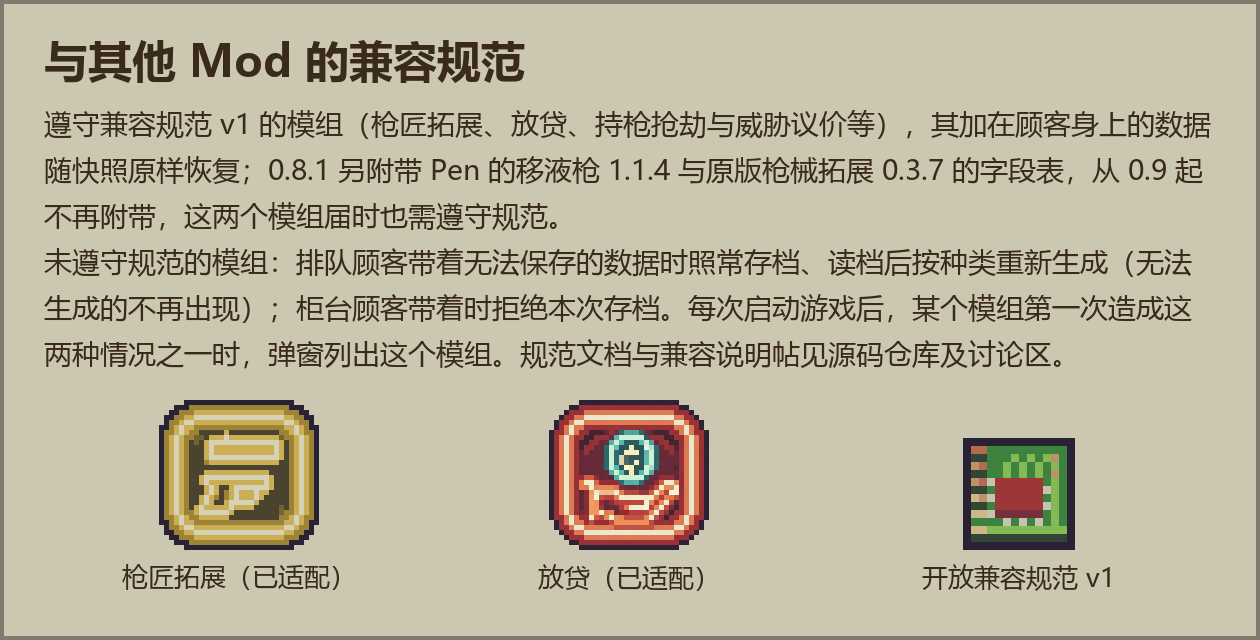 与其他 Mod 的兼容规范
遵守兼容规范 v1 的模组（枪匠拓展、放贷、持枪抢劫与威胁议价等），其加在顾客身上的数据
随快照原样恢复；0.8.1 另附带 Pen 的移液枪 1.1.4 与原版枪械拓展 0.3.7 的字段表，从 0.9 起
不再附带，这两个模组届时也需遵守规范。
未遵守规范的模组：排队顾客带着无法保存的数据时照常存档、读档后按种类重新生成（无法
生成的不再出现）；柜台顾客带着时拒绝本次存档。每次启动游戏后，某个模组第一次造成这
两种情况之一时，弹窗列出这个模组。规范文档与兼容说明帖见源码仓库及讨论区。
枪匠拓展（已适配）
放贷（已适配）
开放兼容规范 v1